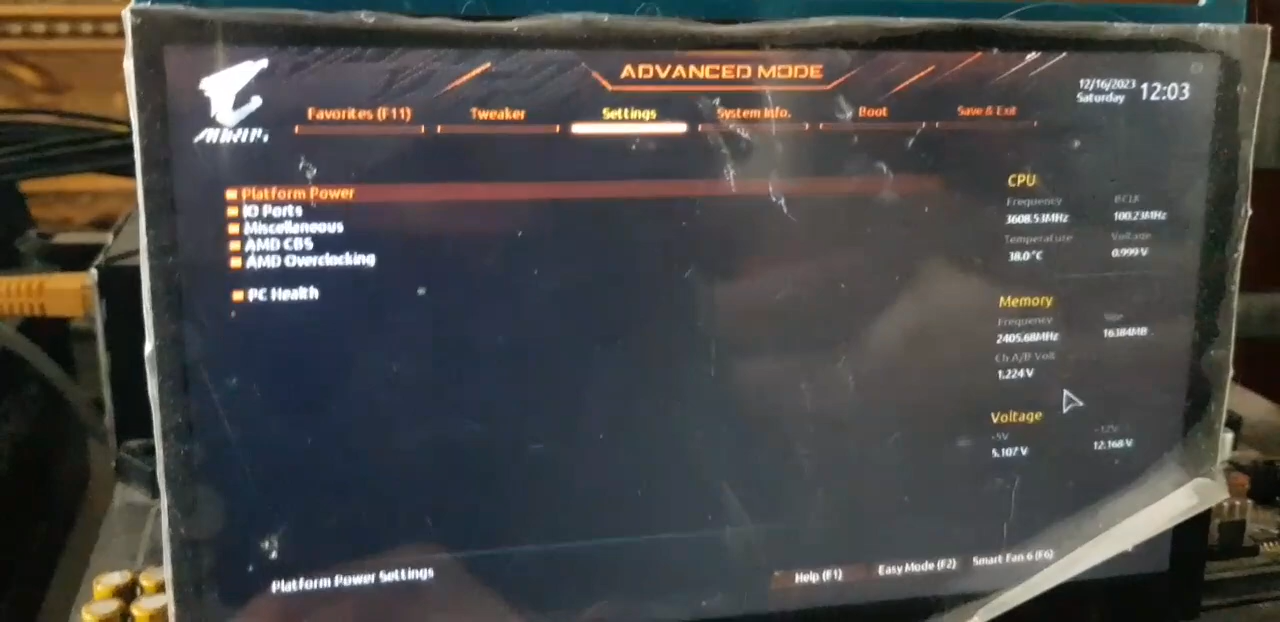 ADVANCED MODE
12/16/2023
Saturday
12:03
Favorites (F11)
Tweaker
Settings
System Info.
Boot
Save & Exit
Platform Power
IO Ports
Miscellaneous
AMD CBS
AMD Overclocking
PC Health
CPU
Frequency
BCLK
3608.53MHz
100.23MHz
Temperature
Voltage
38.0°C
0.999 V
Memory
Frequency
Size
2405.68MHz
16384MB
Ch A/B Volt
1.224 V
Voltage
+5V
+12V
5.107 V
12.168 V
Platform Power Settings
Help (F1)
Easy Mode (F2)
Smart Fan 6 (F6)